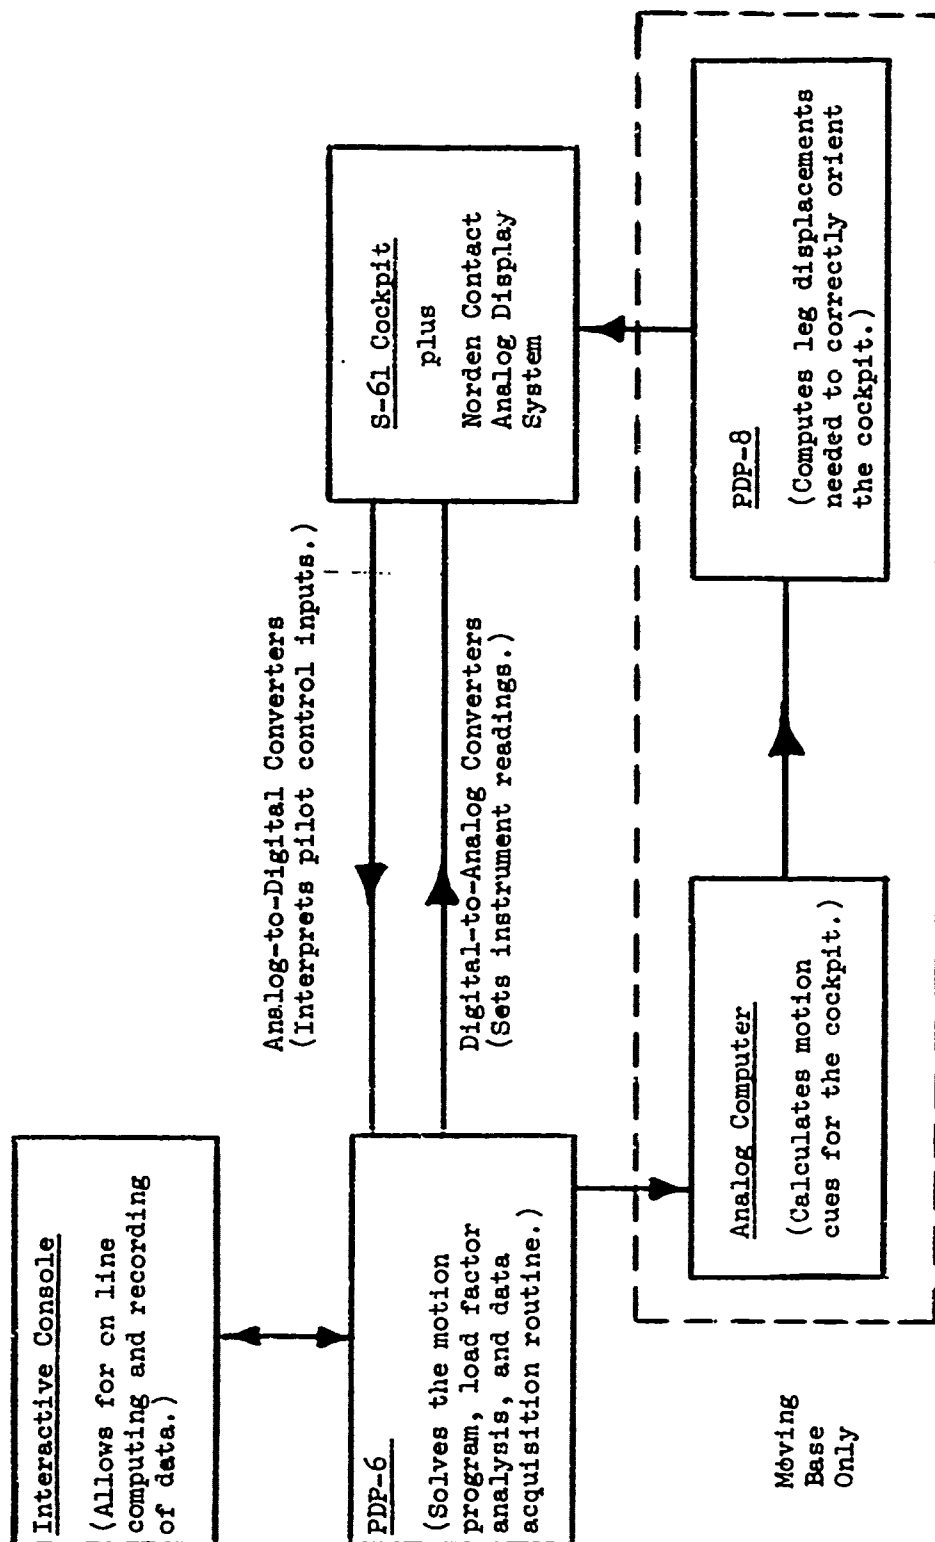 Interactive Console
(Allows for on line
computing and recording
of data.)
PDP-6
(Solves the motion
program, load factor
analysis, and data
acquisition routine.)
Analog-to-Digital Converters
(Interprets pilot control inputs.)
Digital-to-Analog Converters
(Sets instrument readings.)
S-61 Cockpit
plus
Norden Contact
Analog Display
System
Moving
Base
Only
Analog Computer
(Calculates motion
cues for the cockpit.)
PDP-8
(Computes leg displacements
needed to correctly orient
the cockpit.)